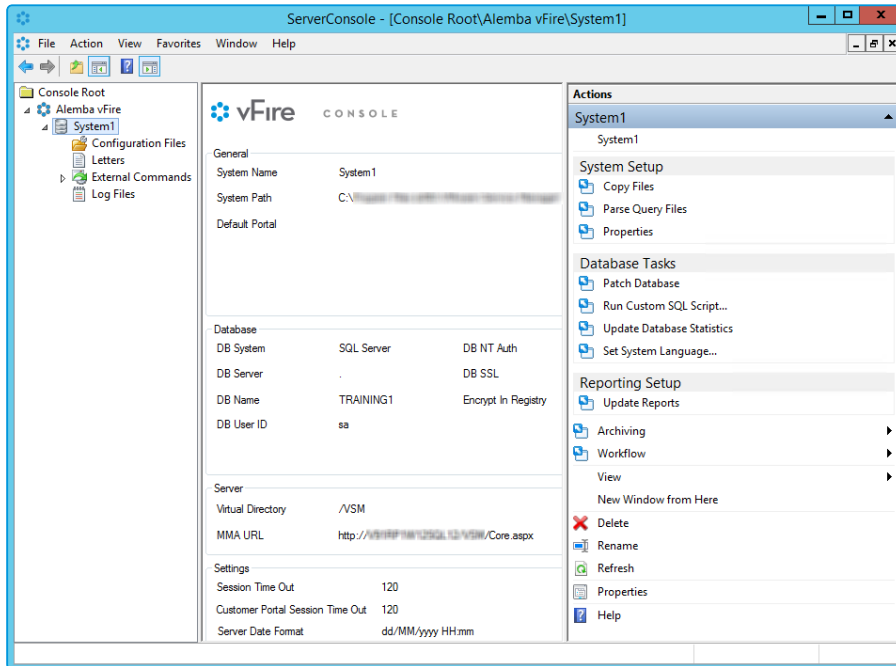 ServerConsole - [Console Root\Alemba vFire\System1]
File Action View Favorites Window Help
Console Root
Alemba vFire
System1
Configuration Files
Letters
External Commands
Log Files
vFire CONSOLE
General
System Name System1
System Path C:\
Default Portal
Database
DB System SQL Server DB NT Auth
DB Server . DB SSL
DB Name TRAINING1 Encrypt In Registry
DB User ID sa
Server
Virtual Directory /VSM
MMA URL http:// /Core.aspx
Settings
Session Time Out 120
Customer Portal Session Time Out 120
Server Date Format dd/MM/yyyy HH:mm
Actions
System1
System1
System Setup
Copy Files
Parse Query Files
Properties
Database Tasks
Patch Database
Run Custom SQL Script...
Update Database Statistics
Set System Language...
Reporting Setup
Update Reports
Archiving
Workflow
View
New Window from Here
Delete
Rename
Refresh
Properties
Help